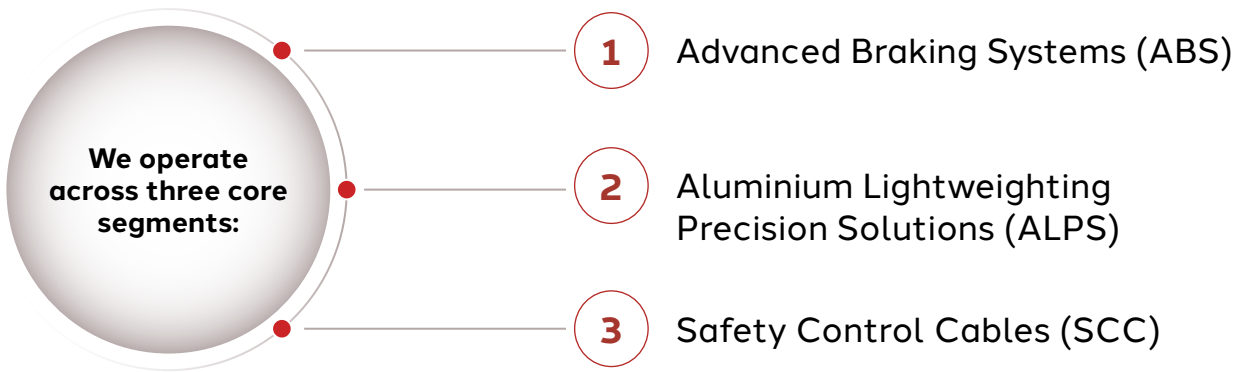 We operate
across three core
segments:
1 Advanced Braking Systems (ABS)
2 Aluminium Lightweighting
Precision Solutions (ALPS)
3 Safety Control Cables (SCC)